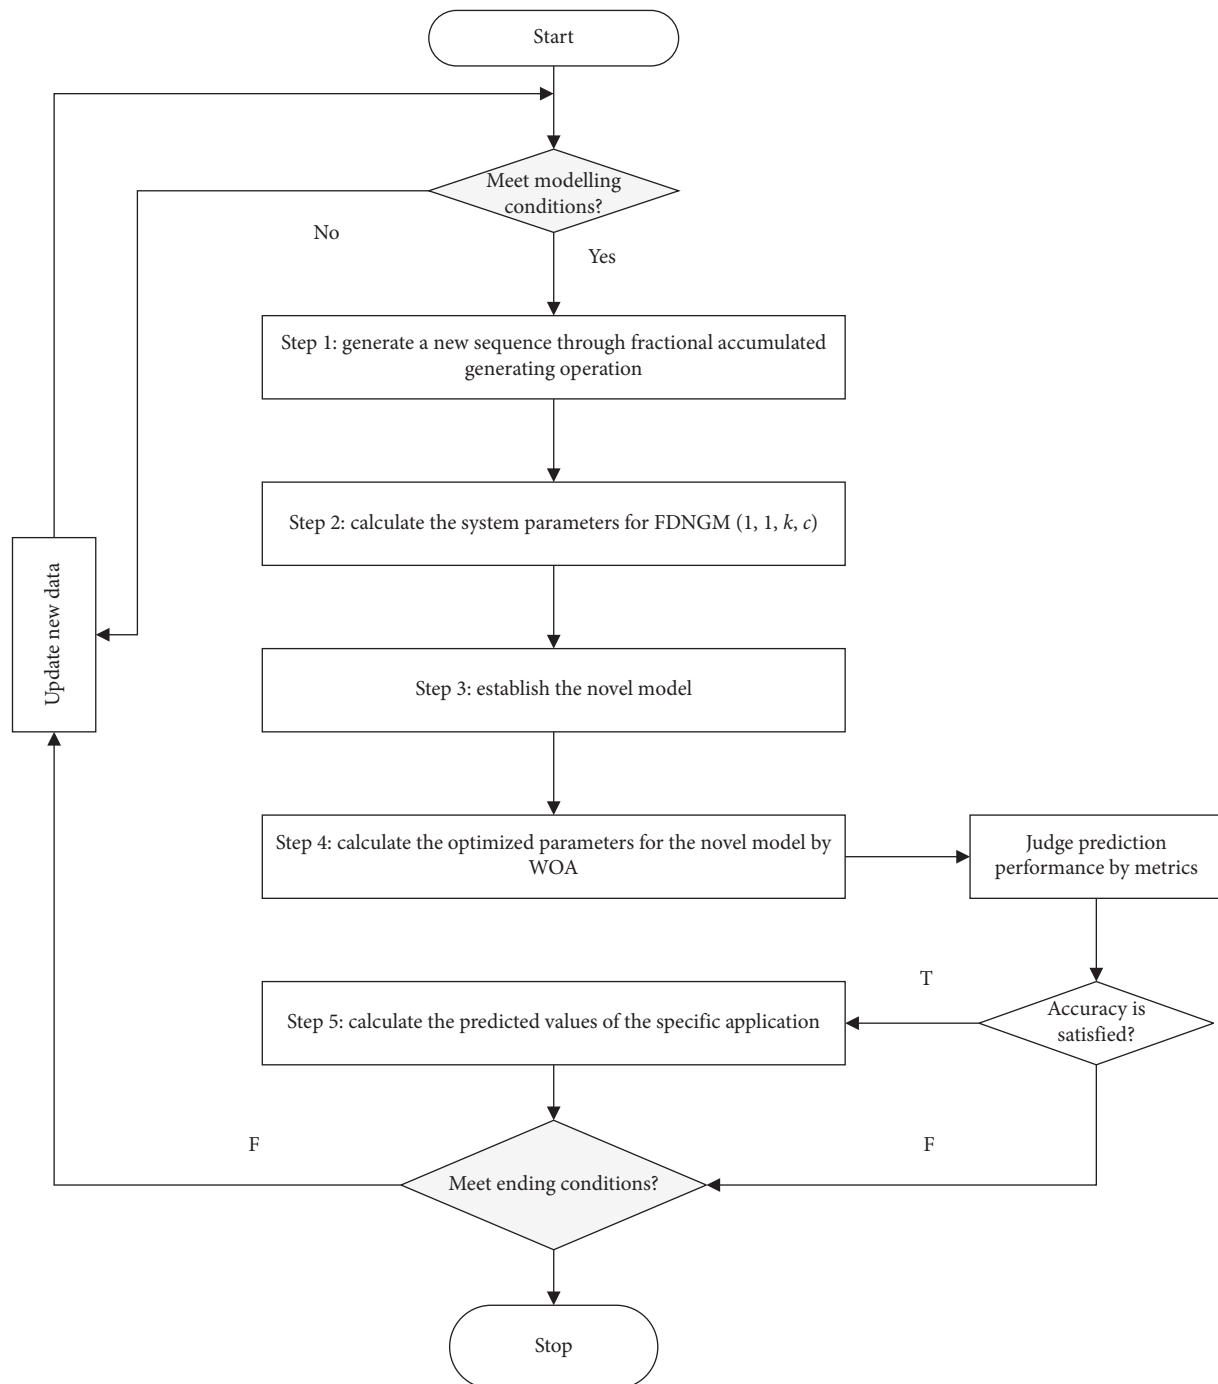 Start
Meet modelling
conditions?
No
Yes
Step 1: generate a new sequence through fractional accumulated
generating operation
Step 2: calculate the system parameters for FDNGM (1, 1, k, c)
Update new data
Step 3: establish the novel model
Step 4: calculate the optimized parameters for the novel model by
WOA
Judge prediction
performance by metrics
T
Accuracy is
satisfied?
Step 5: calculate the predicted values of the specific application
F
F
Meet ending conditions?
Stop